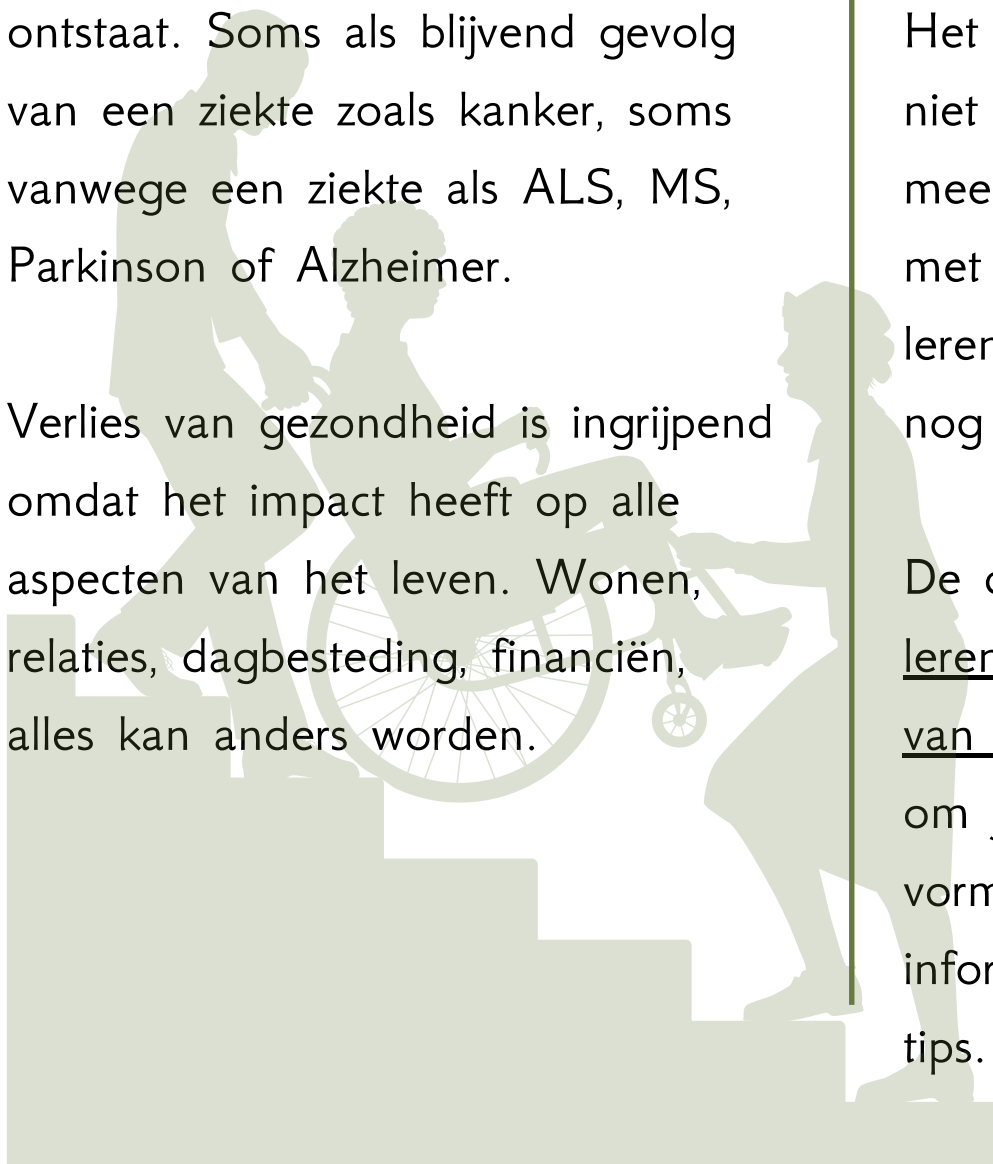 ontstaat. Soms als blijvend gevolg
van een ziekte zoals kanker, soms
vanwege een ziekte als ALS, MS,
Parkinson of Alzheimer.
Verlies van gezondheid is ingrijpend
omdat het impact heeft op alle
aspecten van het leven. Wonen,
relaties, dagbesteding, financiën,
alles kan anders worden.
Het
niet
mee
met
leren
nog
De
leren
van
om
tips.